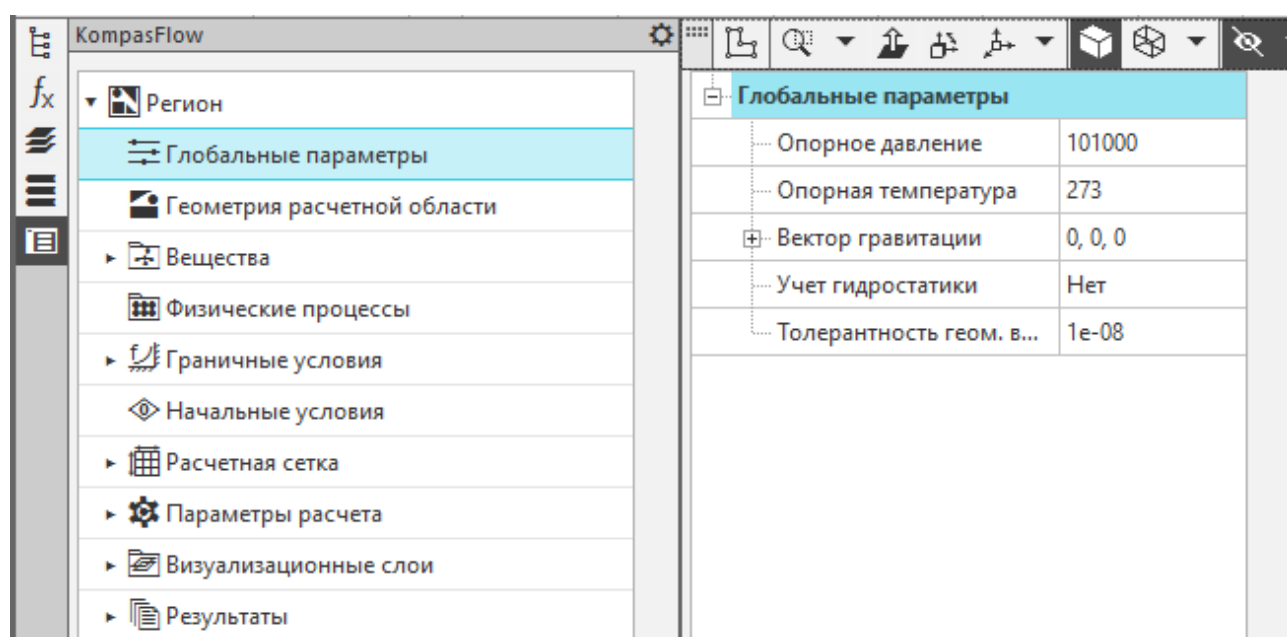 KompasFlow
Регион
Глобальные параметры
Геометрия расчетной области
Вещества
Физические процессы
Граничные условия
Начальные условия
Расчетная сетка
Параметры расчета
Визуализационные слои
Результаты
Глобальные параметры
Опорное давление 101000
Опорная температура 273
Вектор гравитации 0, 0, 0
Учет гидростатики Нет
Толерантность геом. в... 1e-08